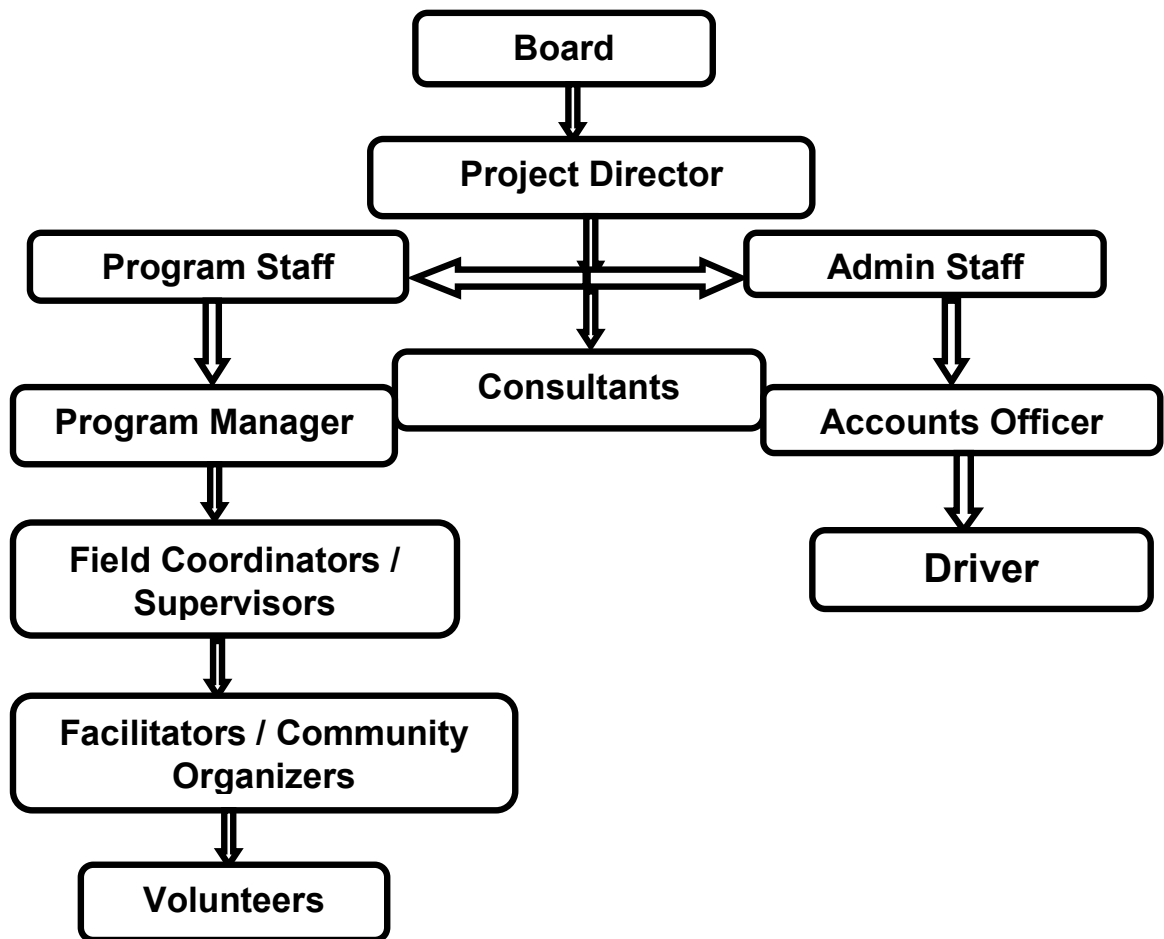 Board
Project Director
Program Staff
Admin Staff
Consultants
Program Manager
Accounts Officer
Field Coordinators /
Supervisors
Driver
Facilitators / Community
Organizers
Volunteers